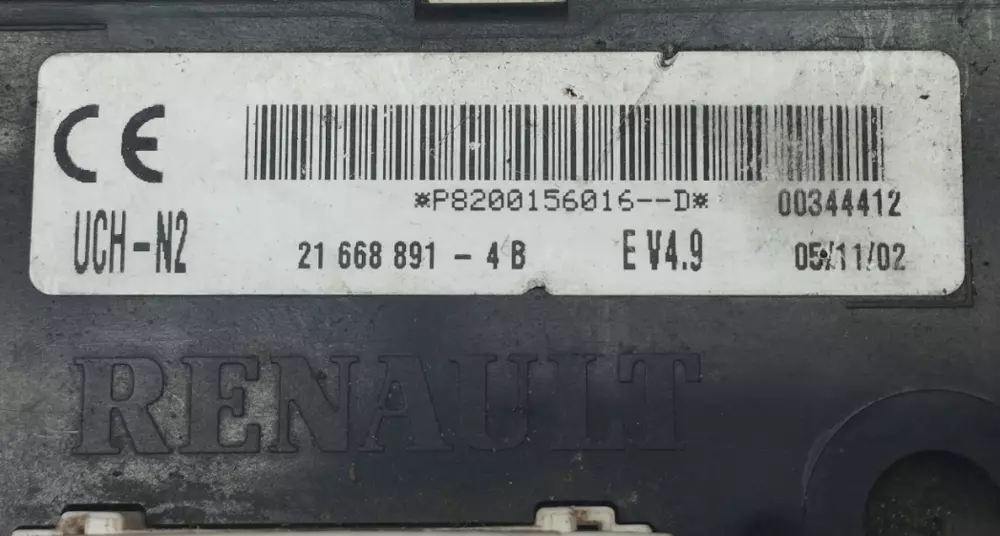 CE
*P8200156016--D* 00344412
UCH-N2 21 668 891 - 4 B E V4.9 05/11/02
RENAULT